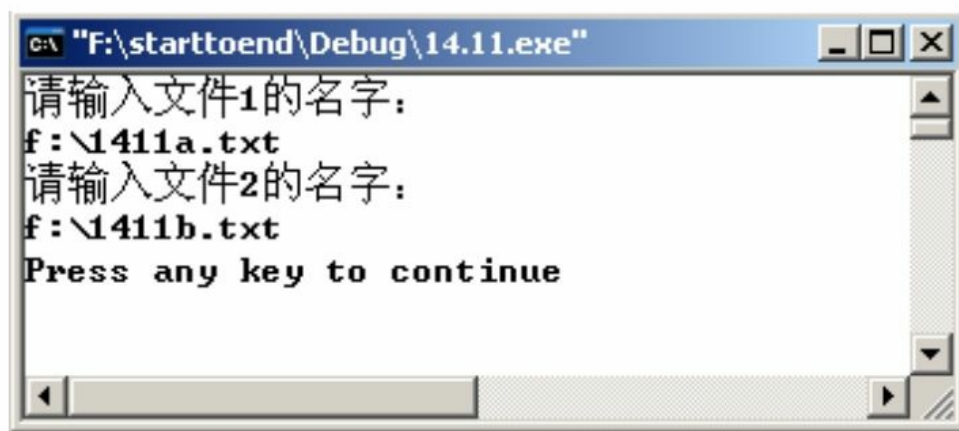 "F:\starttoend\Debug\14.11.exe"
请输入文件1的名字：
f:\1411a.txt
请输入文件2的名字：
f:\1411b.txt
Press any key to continue